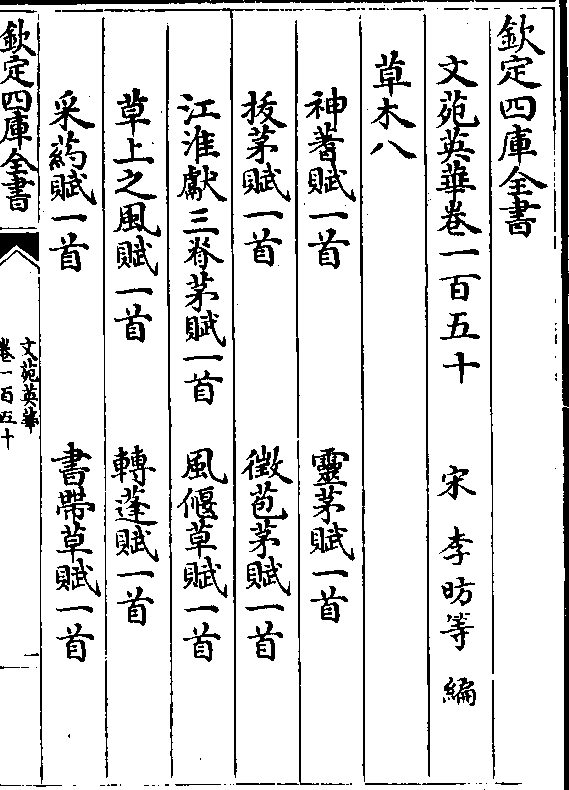 欽定四庫全書
文苑英華卷一百五十
宋 李昉等 編
草木八
神蓍賦一首
靈茅賦一首
拔茅賦一首
徵苞茅賦一首
江淮獻三脊茅賦一首
風偃草賦一首
草上之風賦一首
轉蓬賦一首
采藥賦一首
書帶草賦一首
欽定四庫全書
文苑英華
卷一百五十
一